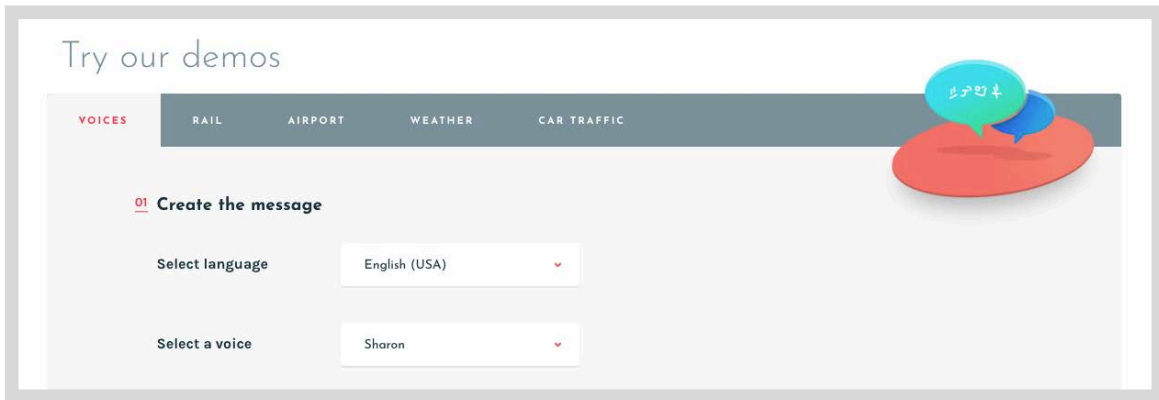 Try our demos
VOICES RAIL AIRPORT WEATHER CAR TRAFFIC
01 Create the message
Select language English (USA)
Select a voice Sharon